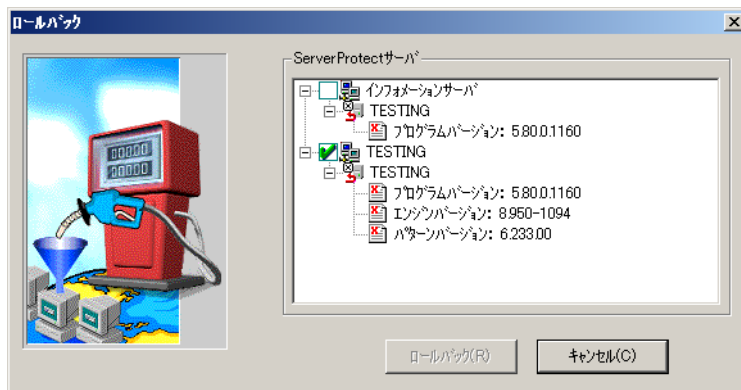 ロールバック
ServerProtectサーバ
インフォメーションサーバ
TESTING
プログラムバージョン: 5.80.0.1160
TESTING
TESTING
プログラムバージョン: 5.80.0.1160
エンジンバージョン: 8.950-1094
パターンバージョン: 6.233.00
00000
00000
ロールバック(R)
キャンセル(C)